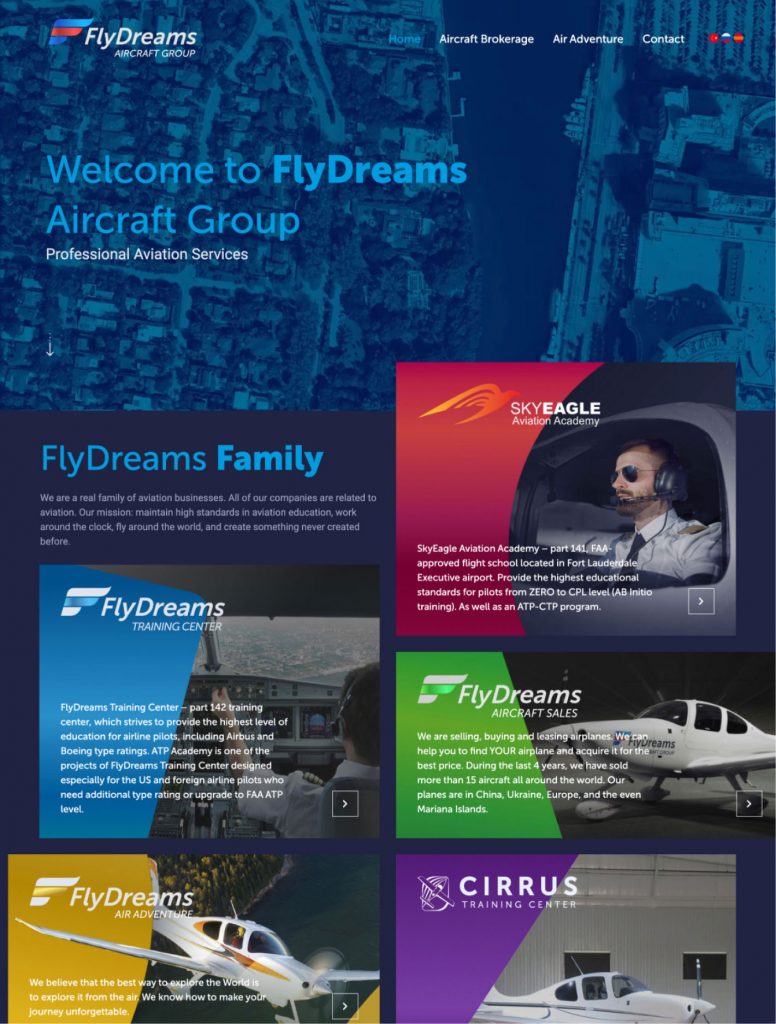 FlyDreams
AIRCRAFT GROUP
Home
Aircraft Brokerage
Air Adventure
Contact
Welcome to FlyDreams
Aircraft Group
Professional Aviation Services
SKYEAGLE
Aviation Academy
SkyEagle Aviation Academy – part 141, FAA-
approved flight school located in Fort Lauderdale
Executive airport. Provide the highest educational
standards for pilots from ZERO to CPL level (AB Initio
training). As well as an ATP-CTP program.
FlyDreams Family
We are a real family of aviation businesses. All of our companies are related to
aviation. Our mission: maintain high standards in aviation education, work
around the clock, fly around the world, and create something never created
before.
FlyDreams
TRAINING CENTER
FlyDreams Training Center – part 142 training
center, which strives to provide the highest level of
education for airline pilots, including Airbus and
Boeing type ratings. ATP Academy is one of the
projects of FlyDreams Training Center designed
especially for the US and foreign airline pilots who
need additional type rating or upgrade to FAA ATP
level.
FlyDreams
AIRCRAFT SALES
We are selling, buying and leasing airplanes. We can
help you to find YOUR airplane and acquire it for the
best price. During the last 4 years, we have sold
more than 15 aircraft all around the world. Our
planes are in China, Ukraine, Europe, and the even
Mariana Islands.
FlyDreams
AIRCRAFT GROUP
FlyDreams
AIR ADVENTURE
We believe that the best way to explore the World is
to explore it from the air. We know how to make your
journey unforgettable.
CIRRUS
TRAINING CENTER